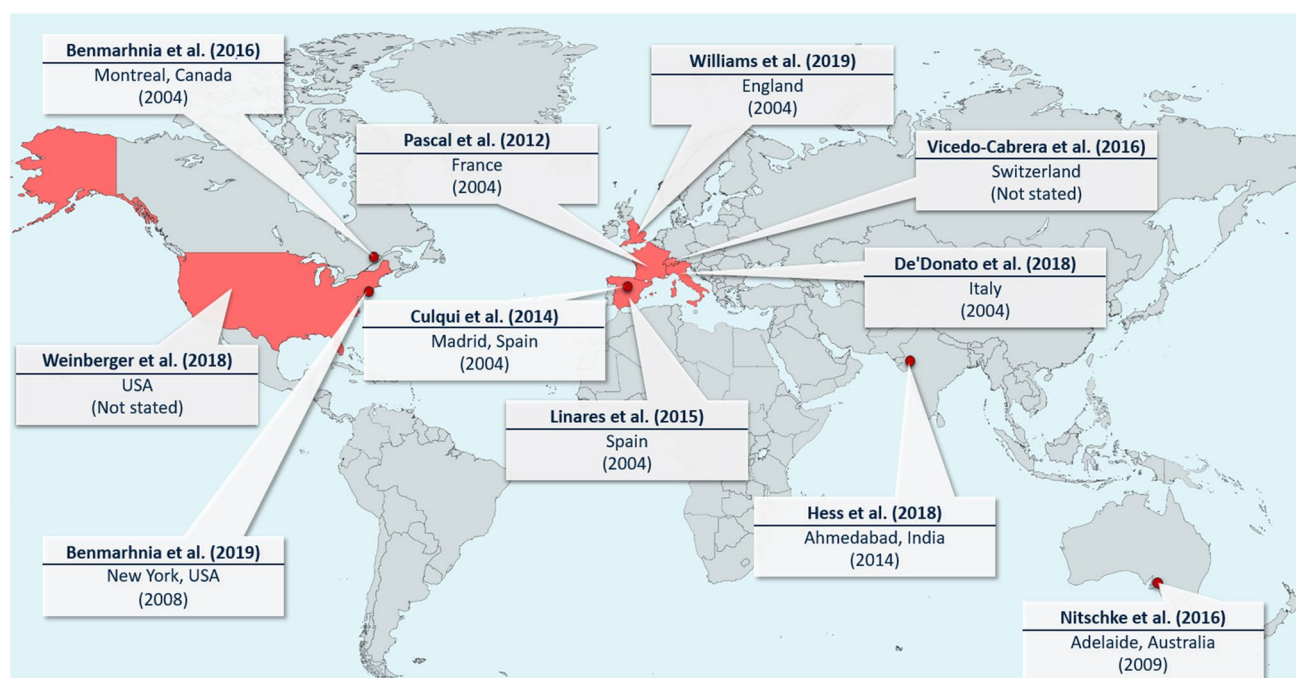 Benmarhnia et al. (2016)
Montreal, Canada
(2004)
Williams et al. (2019)
England
(2004)
Pascal et al. (2012)
France
(2004)
Vicedo-Cabrera et al. (2016)
Switzerland
(Not stated)
De'Donato et al. (2018)
Italy
(2004)
Culqui et al. (2014)
Madrid, Spain
(2004)
Weinberger et al. (2018)
USA
(Not stated)
Linares et al. (2015)
Spain
(2004)
Hess et al. (2018)
Ahmedabad, India
(2014)
Benmarhnia et al. (2019)
New York, USA
(2008)
Nitschke et al. (2016)
Adelaide, Australia
(2009)